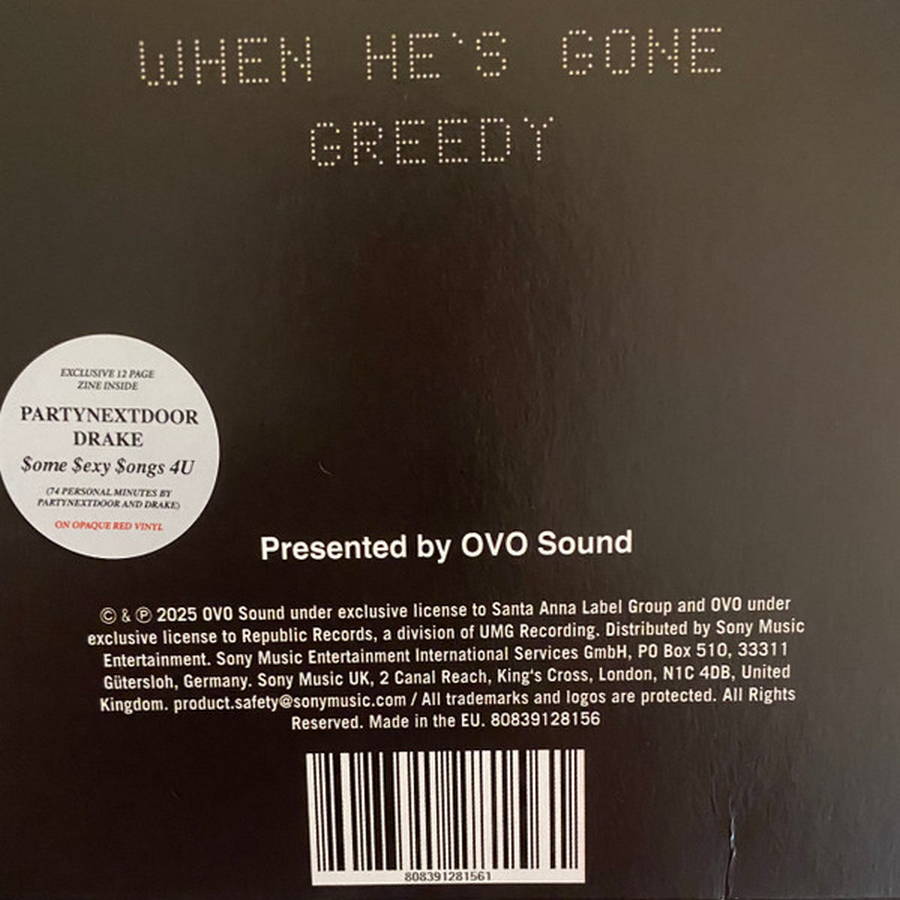 WHEN HE'S GONE
GREEDY
EXCLUSIVE 12 PAGE
ZINE INSIDE
PARTYNEXTDOOR
DRAKE
$ome $exy $ongs 4U
(74 PERSONAL MINUTES BY
PARTYNEXTDOOR AND DRAKE)
ON OPAQUE RED VINYL
Presented by OVO Sound
© & ℗ 2025 OVO Sound under exclusive license to Santa Anna Label Group and OVO under
exclusive license to Republic Records, a division of UMG Recording. Distributed by Sony Music
Entertainment. Sony Music Entertainment International Services GmbH, PO Box 510, 33311
Gütersloh, Germany. Sony Music UK, 2 Canal Reach, King's Cross, London, N1C 4DB, United
Kingdom. product.safety@sonymusic.com / All trademarks and logos are protected. All Rights
Reserved. Made in the EU. 80839128156
808391281561